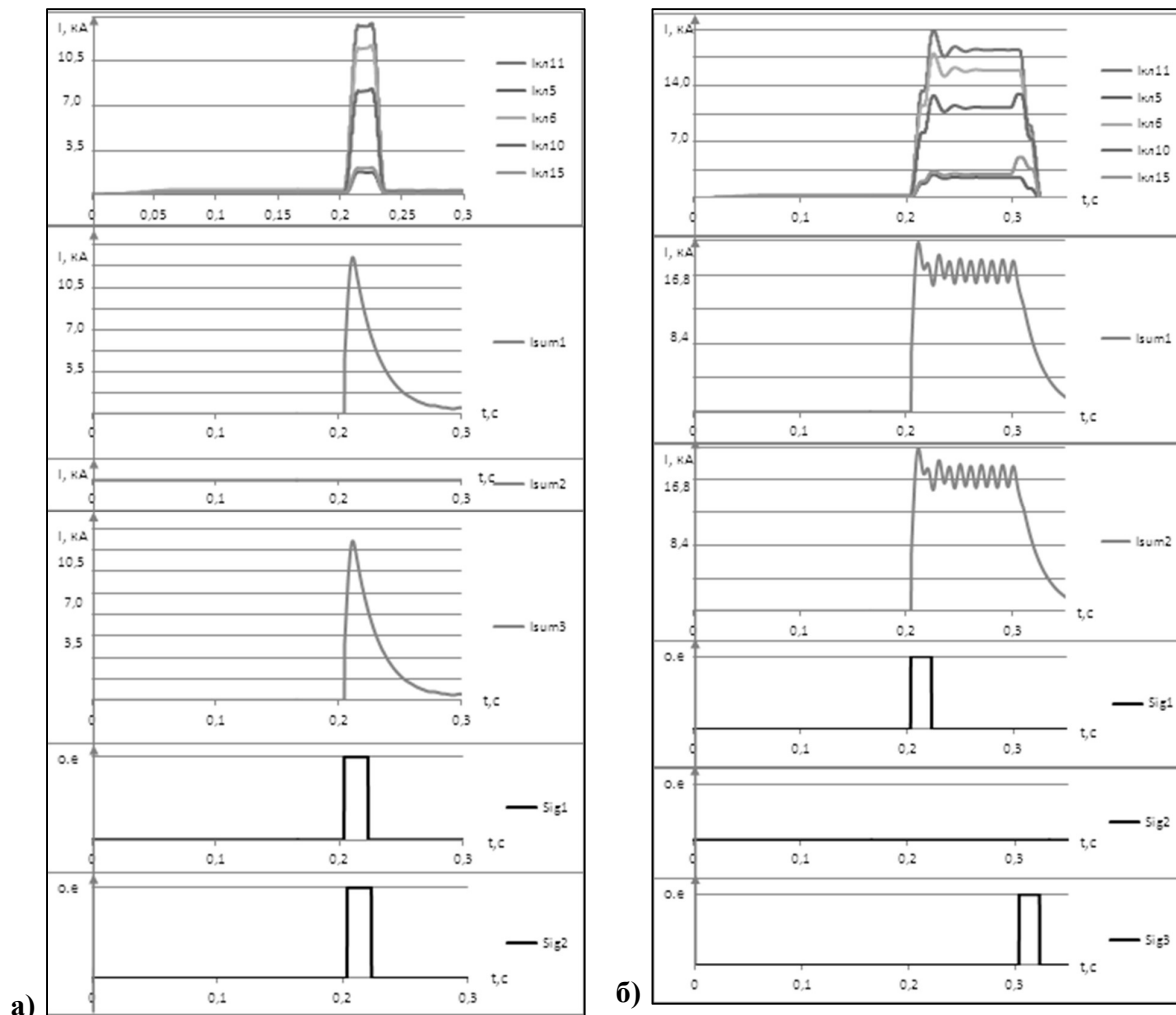 I, кА
10,5
7,0
3,5
0
0,05
0,1
0,15
0,2
0,25
0,3
t,c
Iкл11
Iкл5
Iкл6
Iкл10
Iкл15
I, кА
10,5
7,0
3,5
0
0,1
0,2
0,3
t,c
Isum1
I, кА
0
0,1
0,2
0,3
t,c
Isum2
I, кА
10,5
7,0
3,5
0
0,1
0,2
0,3
t,c
Isum3
о.е
0
0,1
0,2
0,3
t,c
Sig1
о.е
0
0,1
0,2
0,3
t,c
Sig2
а)
I, кА
14,0
7,0
0
0,1
0,2
0,3
t,c
Iкл11
Iкл5
Iкл6
Iкл10
Iкл15
I, кА
16,8
8,4
0
0,1
0,2
0,3
t,c
Isum1
I, кА
16,8
8,4
0
0,1
0,2
0,3
t,c
Isum2
о.е
0
0,1
0,2
0,3
t,c
Sig1
о.е
0
0,1
0,2
0,3
t,c
Sig2
о.е
0
0,1
0,2
0,3
t,c
Sig3
б)